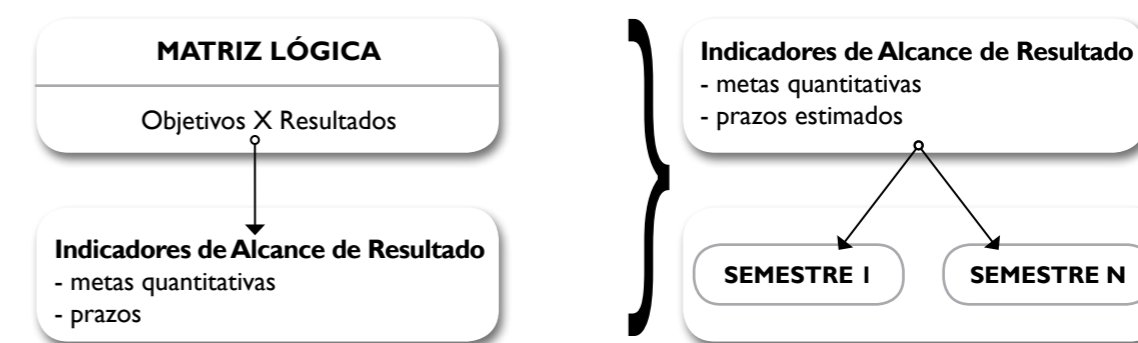 MATRIZ LÓGICA
Objetivos X Resultados
Indicadores de Alcance de Resultado
- metas quantitativas
- prazos
Indicadores de Alcance de Resultado
- metas quantitativas
- prazos estimados
SEMESTRE 1
SEMESTRE N